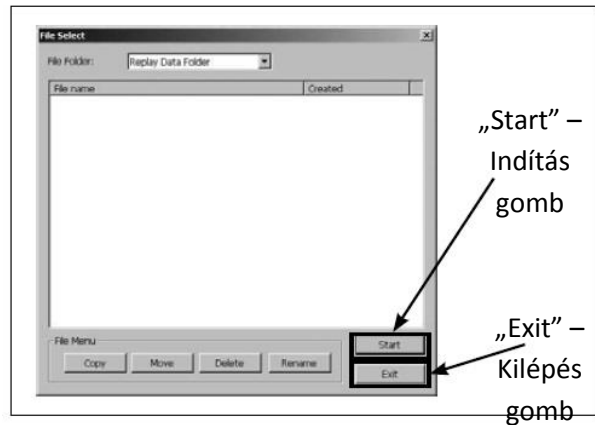 File Select
File Folder: Replay Data Folder
File name Created
„Start” –
Indítás
gomb
File Menu
Copy Move Delete Rename
Start
Exit
„Exit” –
Kilépés
gomb